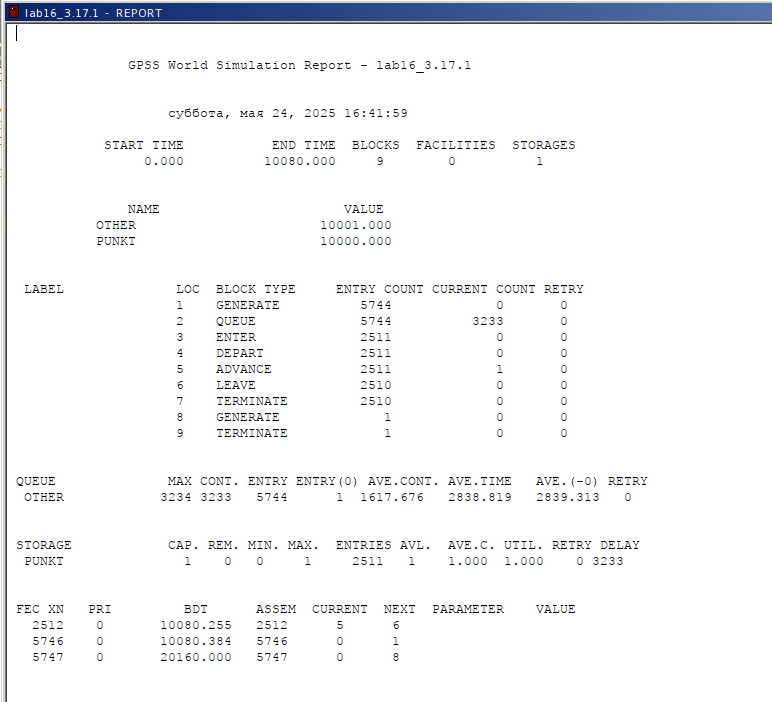 lab16_3.17.1 - REPORT
GPSS World Simulation Report - lab16_3.17.1
суббота, мая 24, 2025 16:41:59
START TIME END TIME BLOCKS FACILITIES STORAGES
0.000 10080.000 9 0 1
NAME VALUE
OTHER 10001.000
PUNKT 10000.000
LABEL LOC BLOCK TYPE ENTRY COUNT CURRENT COUNT RETRY
1 GENERATE 5744 0 0
2 QUEUE 5744 3233 0
3 ENTER 2511 0 0
4 DEPART 2511 0 0
5 ADVANCE 2511 1 0
6 LEAVE 2510 0 0
7 TERMINATE 2510 0 0
8 GENERATE 1 0 0
9 TERMINATE 1 0 0
QUEUE MAX CONT. ENTRY ENTRY(0) AVE.CONT. AVE.TIME AVE.(-0) RETRY
OTHER 3234 3233 5744 1 1617.676 2838.819 2839.313 0
STORAGE CAP. REM. MIN. MAX. ENTRIES AVL. AVE.C. UTIL. RETRY DELAY
PUNKT 1 0 0 1 2511 1 1.000 1.000 0 3233
FEC XN PRI BDT ASSEM CURRENT NEXT PARAMETER VALUE
2512 0 10080.255 2512 5 6
5746 0 10080.384 5746 0 1
5747 0 20160.000 5747 0 8